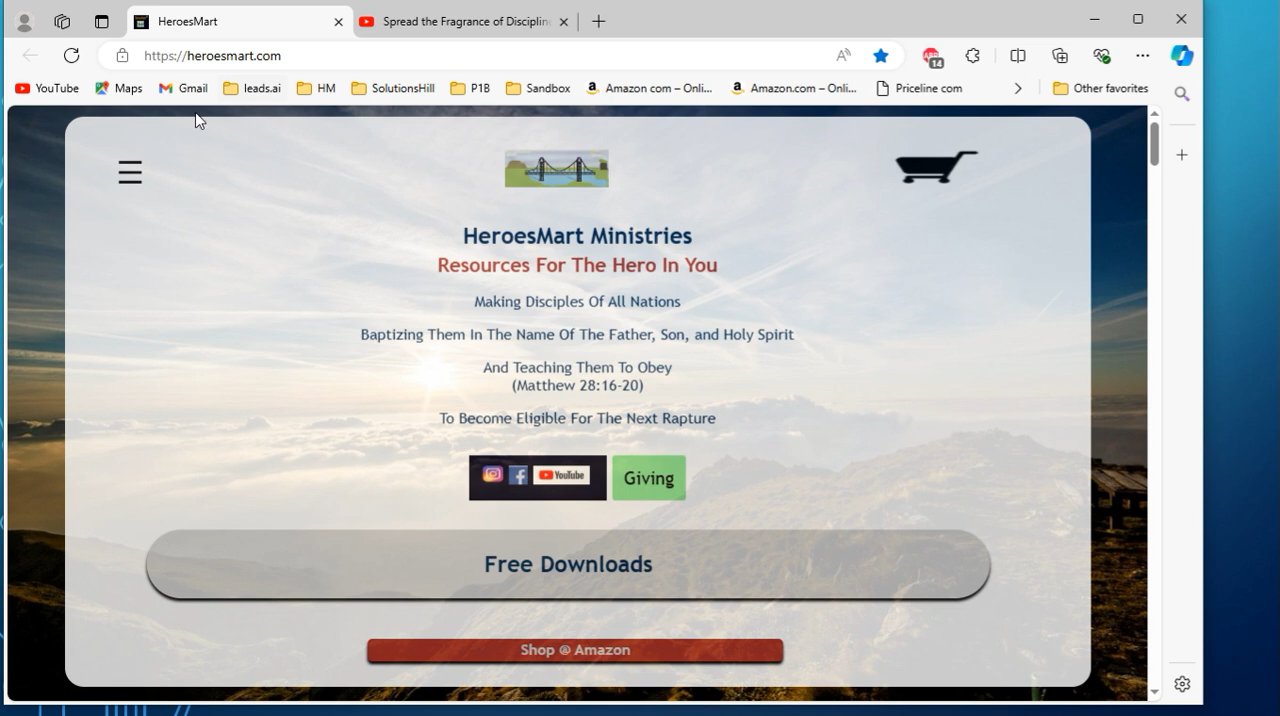 HeroesMart
Spread the Fragrance of Disciplin
https://heroesmart.com
14
YouTube
Maps
Gmail
leads.ai
HM
SolutionsHill
P1B
Sandbox
Amazon com – Onli...
Amazon.com – Onli...
Priceline com
Other favorites
HeroesMart Ministries
Resources For The Hero In You
Making Disciples Of All Nations
Baptizing Them In The Name Of The Father, Son, and Holy Spirit
And Teaching Them To Obey
(Matthew 28:16-20)
To Become Eligible For The Next Rapture
YouTube
Giving
Free Downloads
Shop @ Amazon